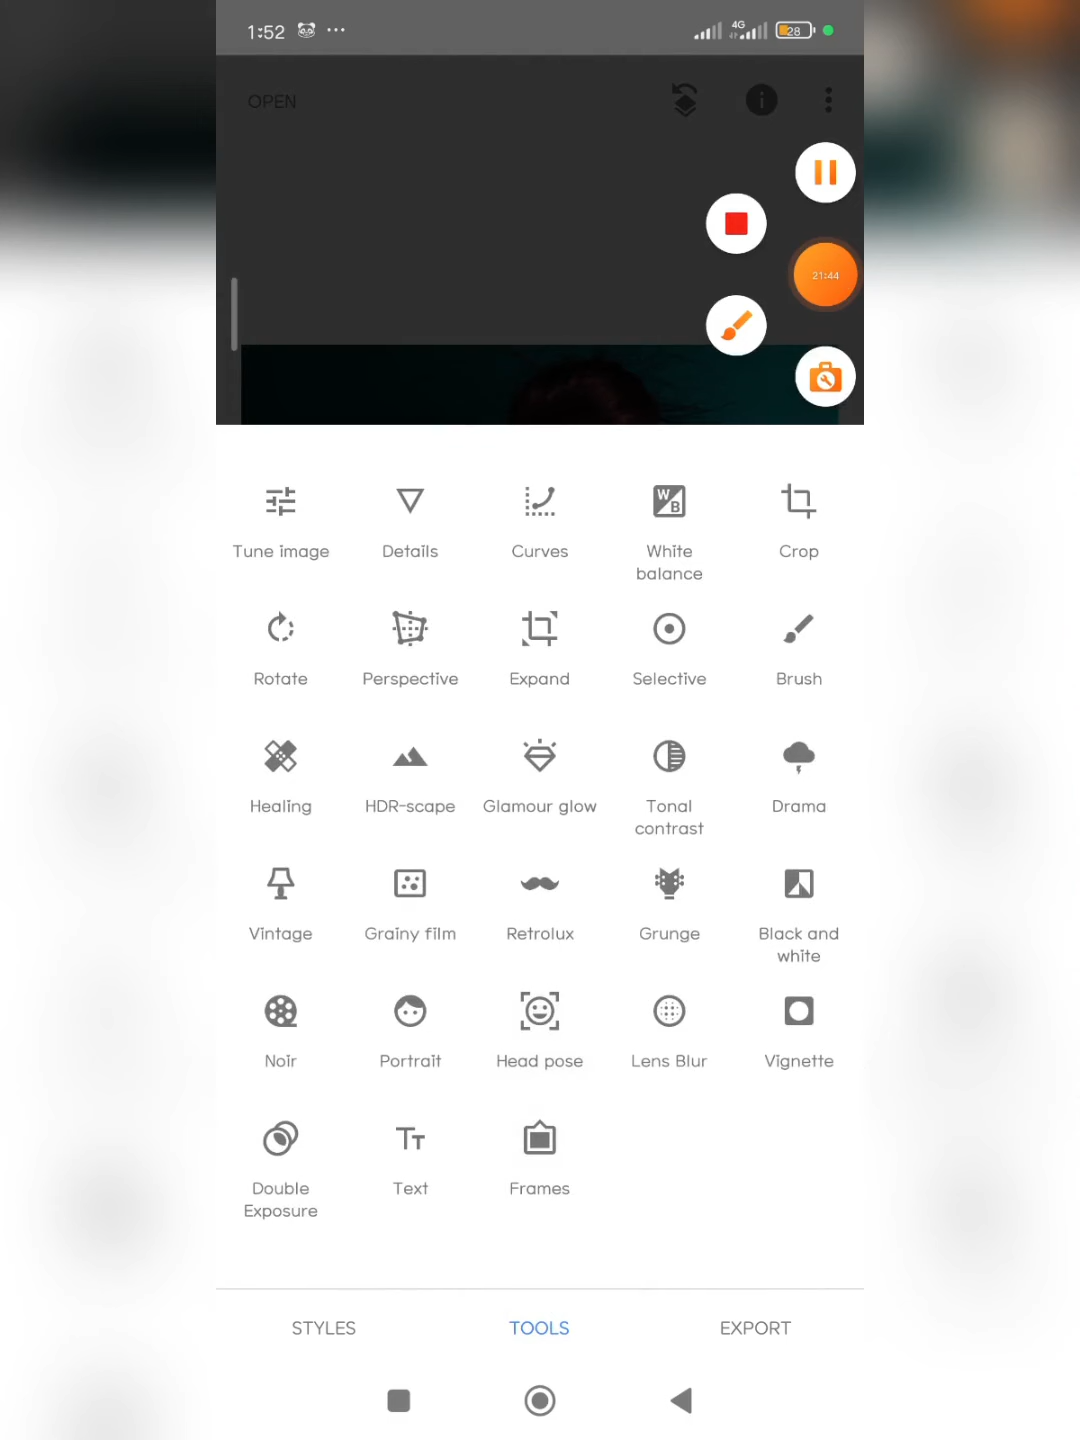 1:52
4G
28
OPEN
21:44
Tune image
Details
Curves
W
B
White
balance
Crop
Rotate
Perspective
Expand
Selective
Brush
Healing
HDR-scape
Glamour glow
Tonal
contrast
Drama
Vintage
Grainy film
Retrolux
Grunge
Black and
white
Noir
Portrait
Head pose
Lens Blur
Vignette
Double
Exposure
Text
Frames
STYLES
TOOLS
EXPORT